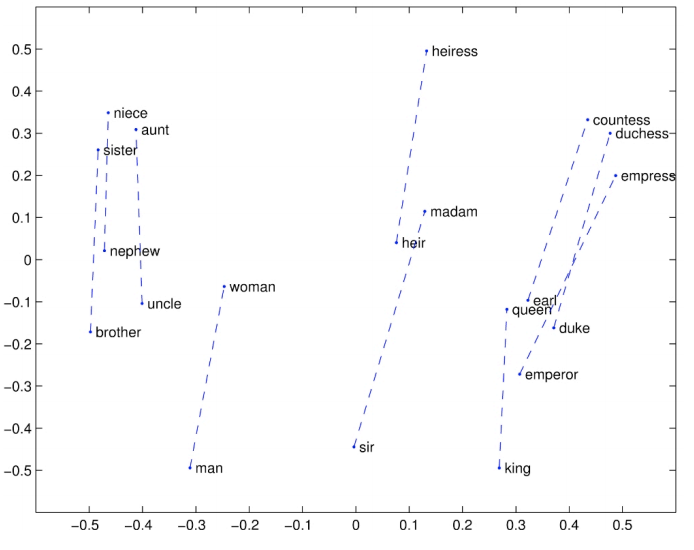 heiress
0.5
0.4
niece
countess
aunt
duchess
0.3
sister
0.2
empress
madam
0.1
heir
nephew
0
woman
earl
−0.1
uncle
queen
brother
duke
−0.2
emperor
−0.3
−0.4
sir
man
king
−0.5
−0.5 −0.4 −0.3 −0.2 −0.1 0 0.1 0.2 0.3 0.4 0.5